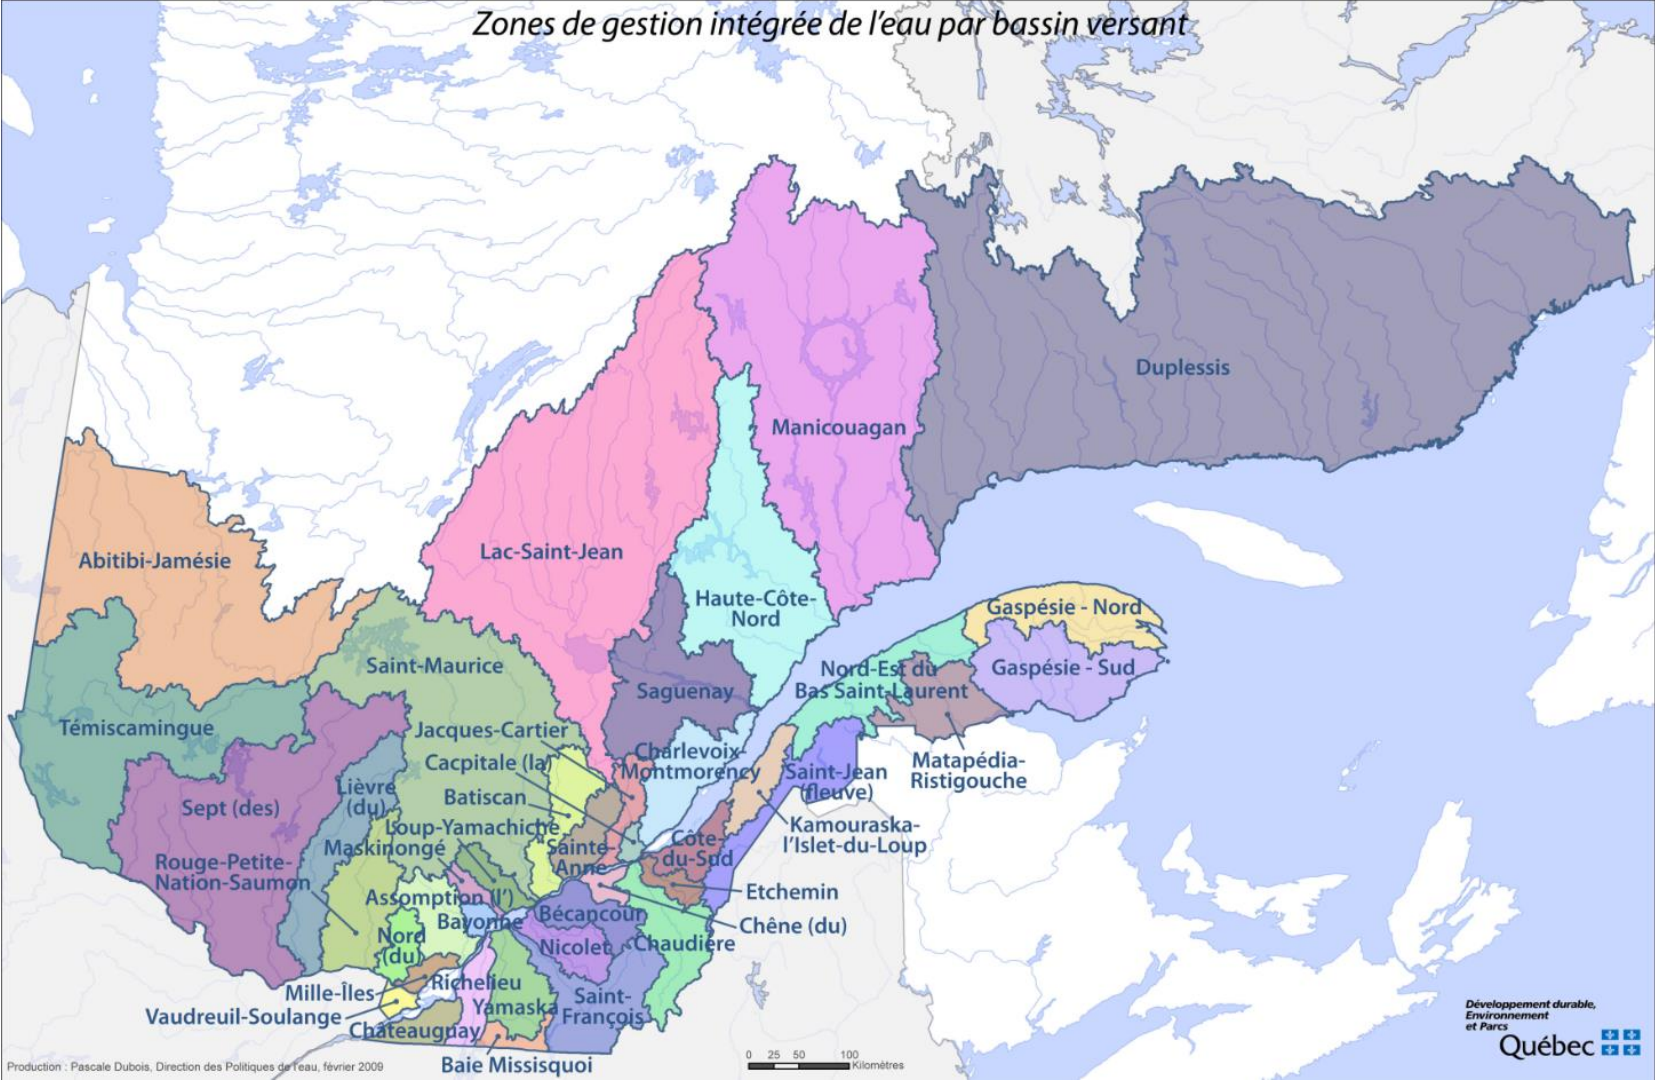 Zones de gestion intégrée de l'eau par bassin versant
Duplessis
Manicouagan
Lac-Saint-Jean
Abitibi-Jamésie
Haute-Côte-
Nord
Gaspésie - Nord
Saint-Maurice
Nord-Est du
Bas Saint-Laurent
Gaspésie - Sud
Saguenay
Témiscamingue
Jacques-Cartier
Charlevoix-
Montmorency
Cacpitale (la)
Matapédia-
Ristigouche
Saint-Jean
(fleuve)
Lièvre
(du)
Batiscan
Sept (des)
Loup-Yamachiche
Maskinongé
Sainte-
Anne
Côte-
du-Sud
Kamouraska-
l'Islet-du-Loup
Rouge-Petite-
Nation-Saumon
Etchemin
Assomption (l')
Bayonne
Bécancour
Chêne (du)
Nord
(du)
Nicolet
Chaudière
Richelieu
Mille-Îles
Yamaska
Saint-
François
Vaudreuil-Soulange
Châteauguay
Baie Missisquoi
Développement durable,
Environnement
et Parcs
Québec
0 25 50 100
Kilomètres
Production : Pascale Dubois, Direction des Politiques de l'eau, février 2009